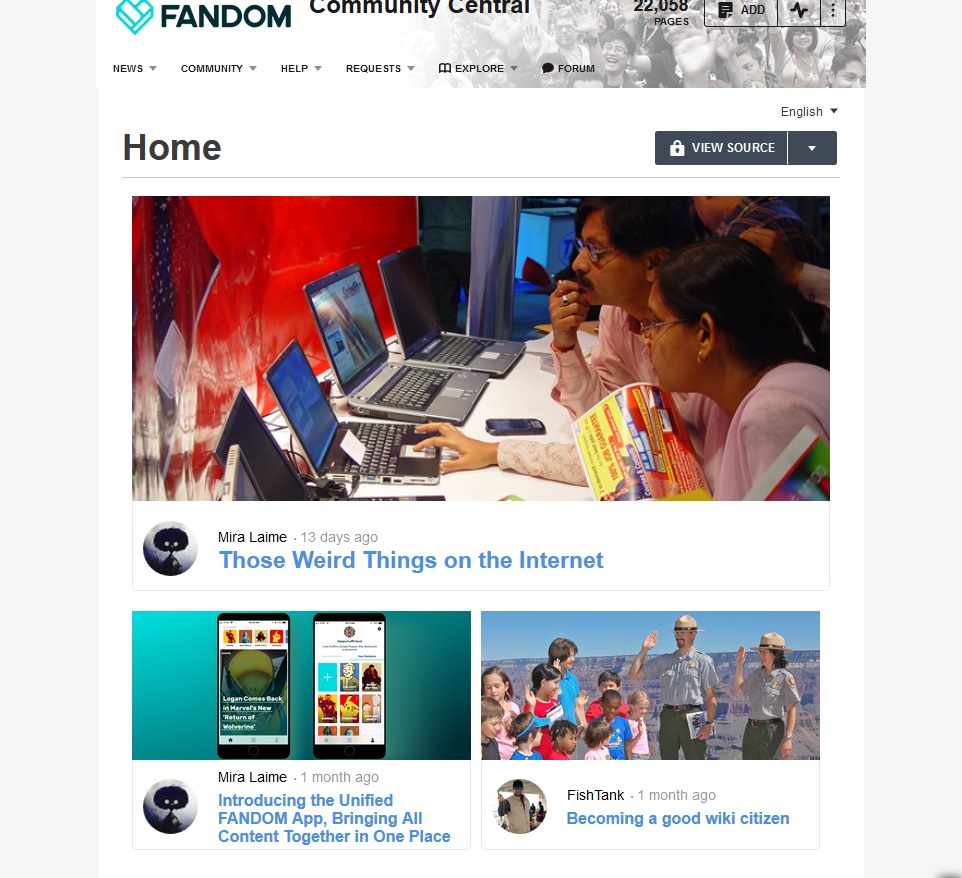 FANDOM
Community Central
22,058
PAGES
ADD
NEWS
COMMUNITY
HELP
REQUESTS
EXPLORE
FORUM
English
Home
VIEW SOURCE
100% JOB GUARANTEE
Mira Laime • 13 days ago
Those Weird Things on the Internet
Logan Comes Back
in Marvel's New
'Return of
Wolverine'
Mira Laime • 1 month ago
Introducing the Unified
FANDOM App, Bringing All
Content Together in One Place
FishTank • 1 month ago
Becoming a good wiki citizen